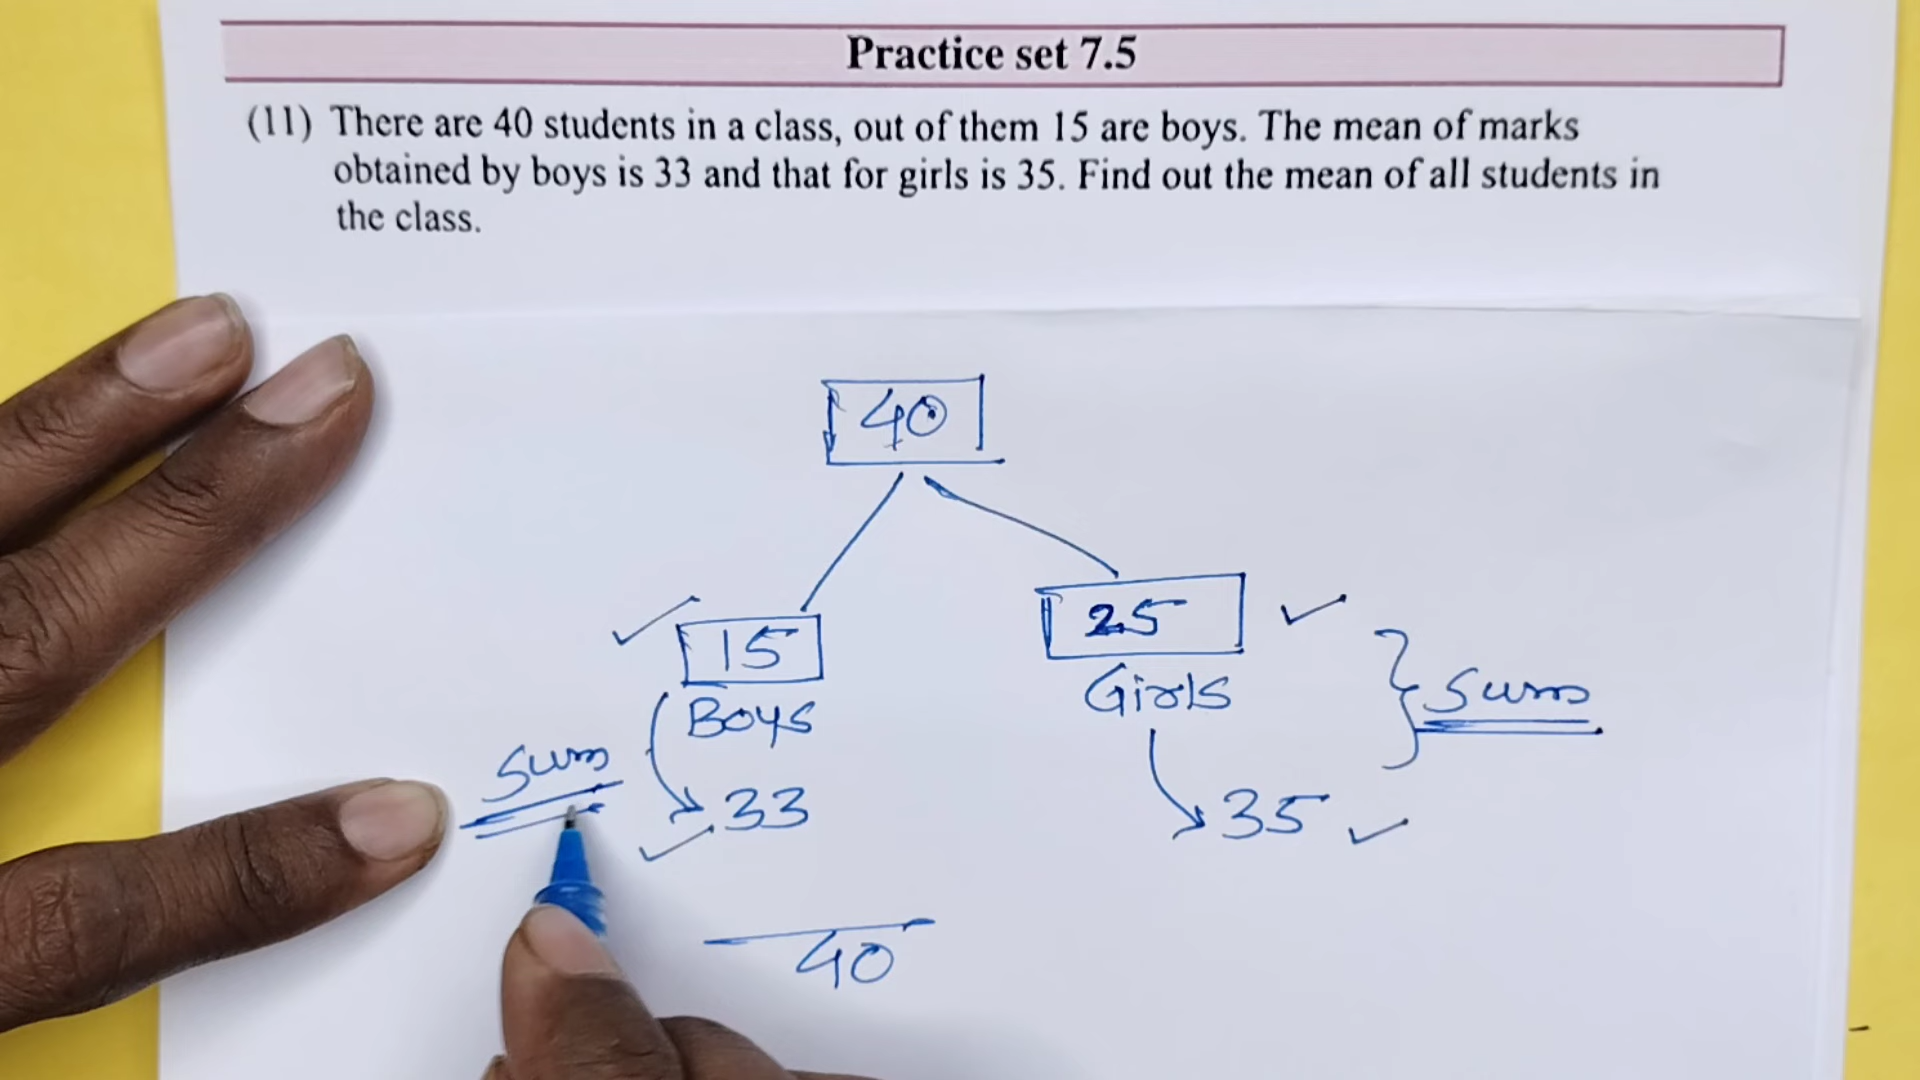 Practice set 7.5
(11) There are 40 students in a class, out of them 15 are boys. The mean of marks
obtained by boys is 33 and that for girls is 35. Find out the mean of all students in
the class.
40
15
25
Boys
Girls
Sum
Sum
33
35
40